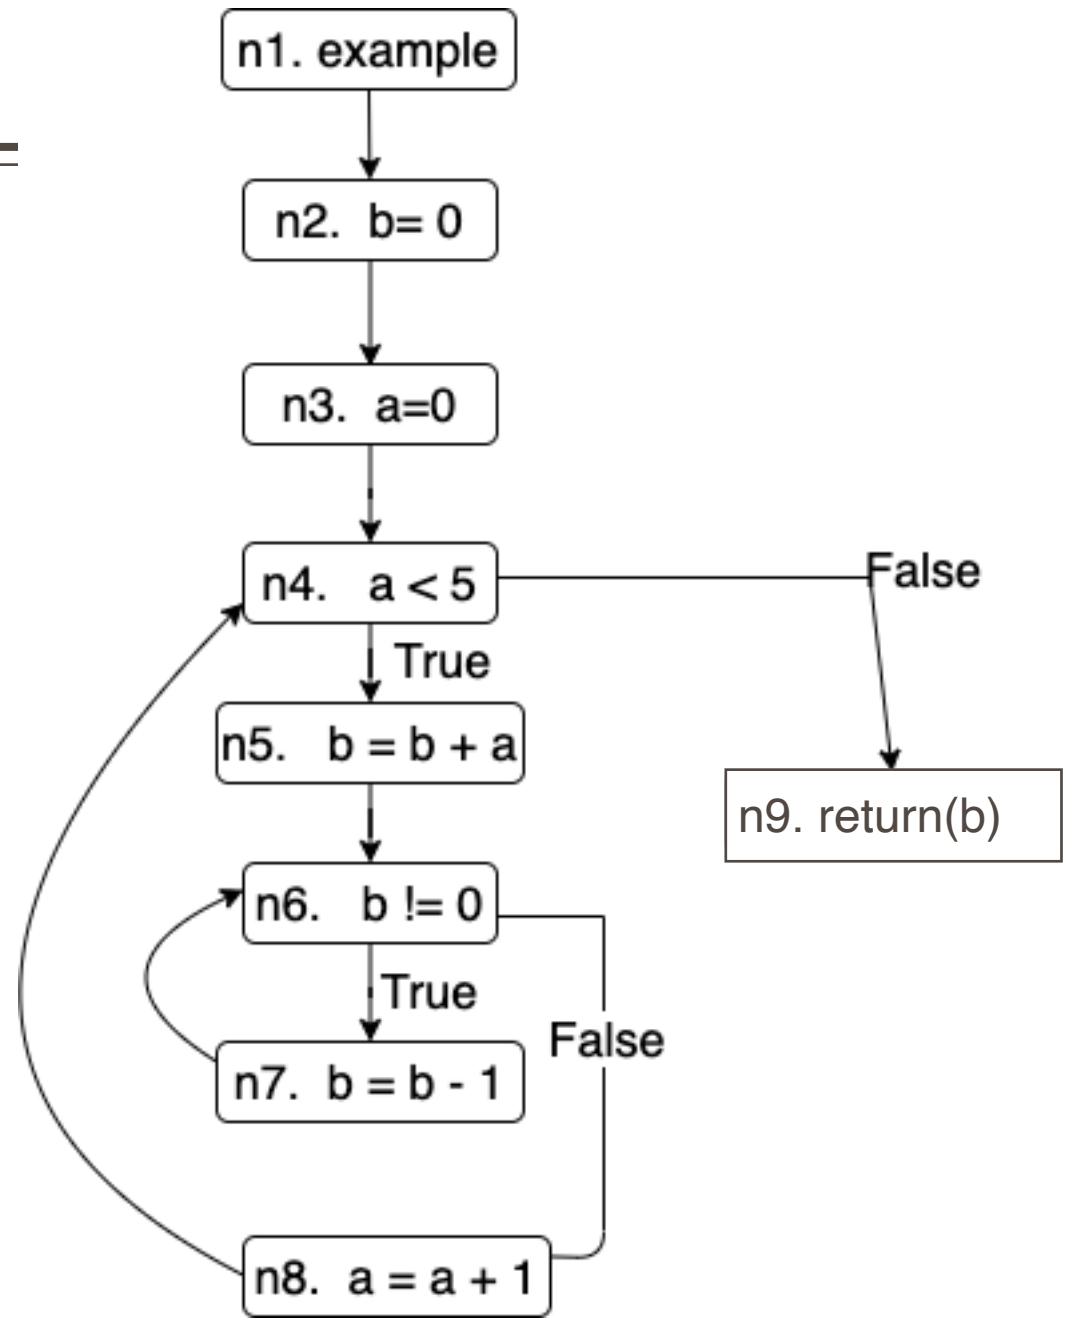 n1. example
n2. b= 0
n3. a=0
n4. a < 5
False
True
n5. b = b + a
n9. return(b)
n6. b != 0
True
False
n7. b = b - 1
n8. a = a + 1